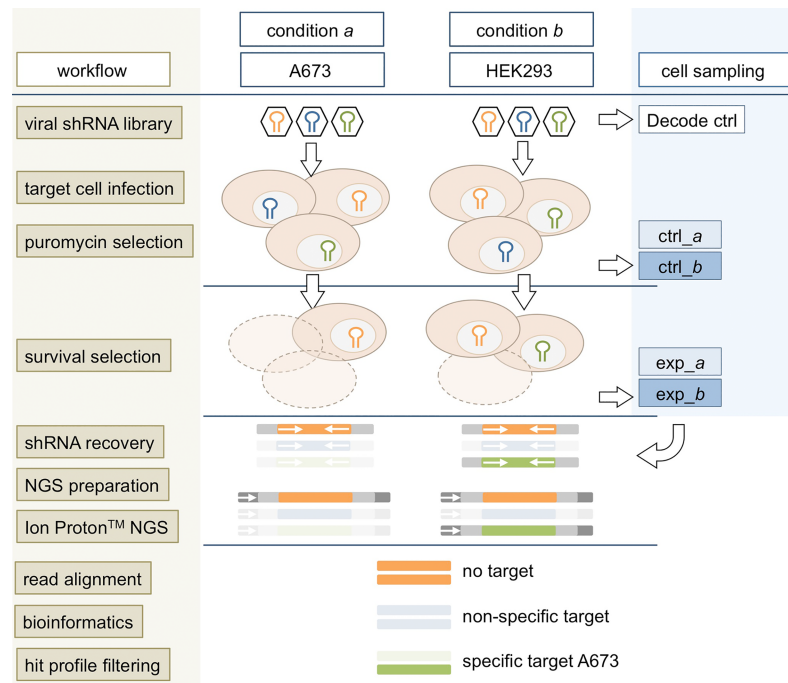 condition a
condition b
workflow
A673
HEK293
cell sampling
viral shRNA library
Decode ctrl
target cell infection
puromycin selection
ctrl_a
ctrl_b
survival selection
exp_a
exp_b
shRNA recovery
NGS preparation
Ion Proton™ NGS
read alignment
no target
bioinformatics
non-specific target
hit profile filtering
specific target A673